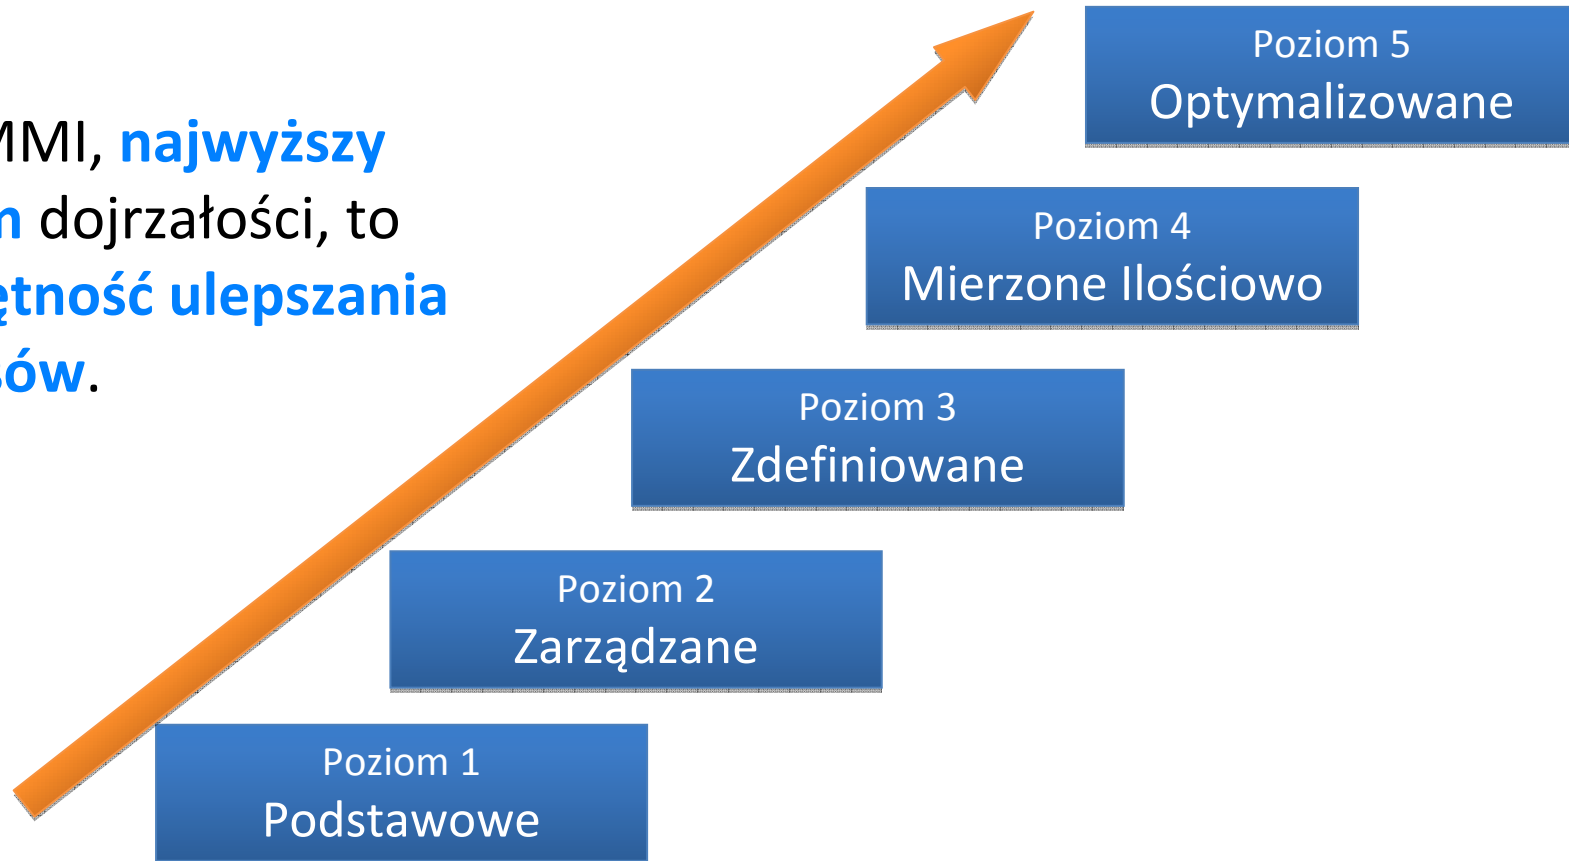 MMI, najwyższy
dojrzałości, to
ulepszania
Poziom 5
Optymalizowane
Poziom 4
Mierzone Ilościowo
Poziom 3
Zdefiniowane
Poziom 2
Zarządzane
Poziom 1
Podstawowe